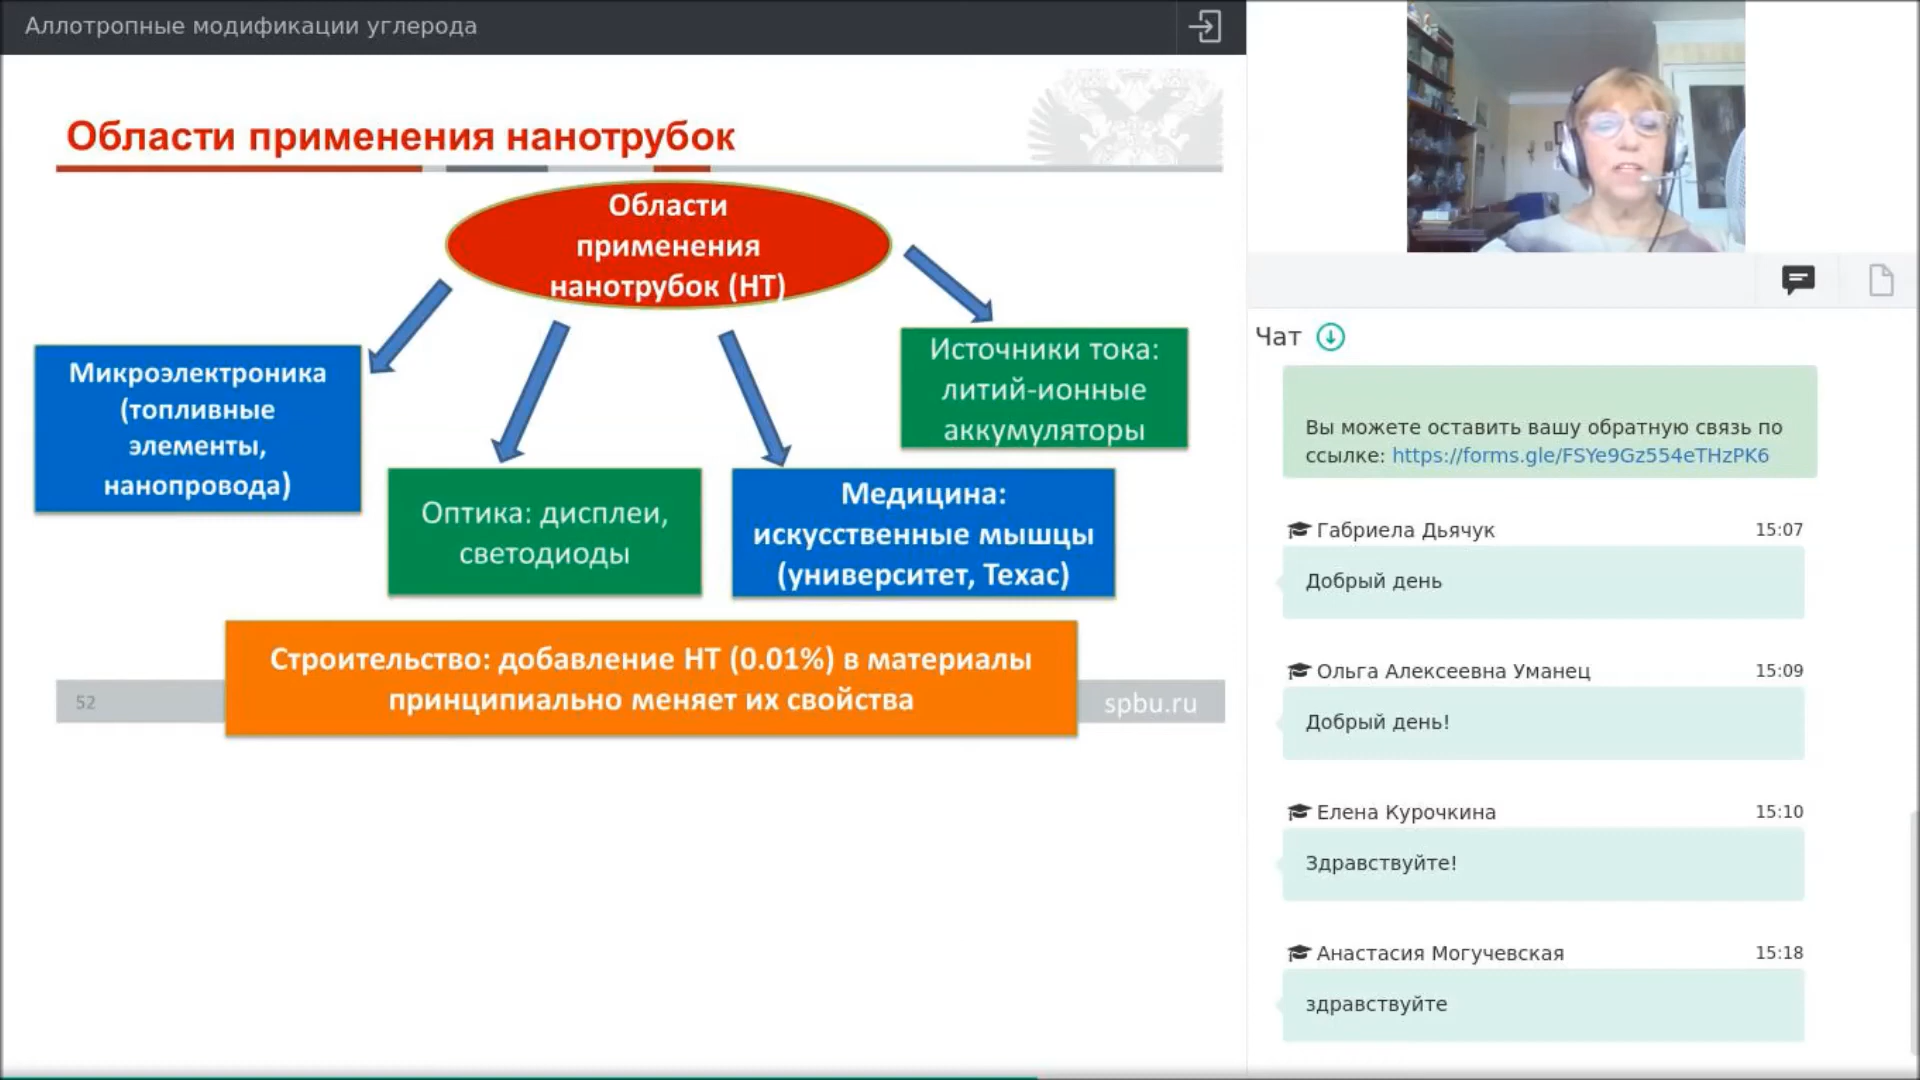 Аллотропные модификации углерода
Области применения нанотрубок
Области
применения
нанотрубок (НТ)
Микроэлектроника
(топливные
элементы,
нанопровода)
Оптика: дисплеи,
светодиоды
Медицина:
искусственные мышцы
(университет, Техас)
Источники тока:
литий-ионные
аккумуляторы
Строительство: добавление НТ (0.01%) в материалы
принципиально меняет их свойства
52
spbu.ru
Чат
Вы можете оставить вашу обратную связь по
ссылке: https://forms.gle/FSYe9Gz554eTHzPK6
Габриела Дьячук 15:07
Добрый день
Ольга Алексеевна Уманец 15:09
Добрый день!
Елена Курочкина 15:10
Здравствуйте!
Анастасия Могучевская 15:18
здравствуйте